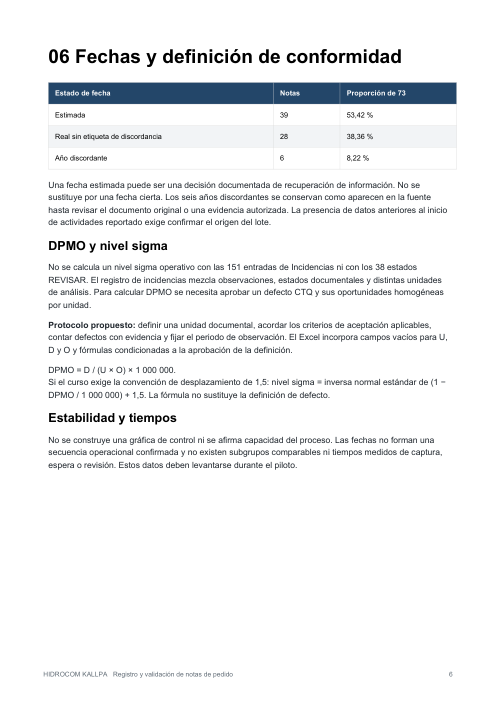 06 Fechas y definición de conformidad
Estado de fecha Notas Proporción de 73
Estimada 39 53,42 %
Real sin etiqueta de discordancia 28 38,36 %
Año discordante 6 8,22 %
Una fecha estimada puede ser una decisión documentada de recuperación de información. No se
sustituye por una fecha cierta. Los seis años discordantes se conservan como aparecen en la fuente
hasta revisar el documento original o una evidencia autorizada. La presencia de datos anteriores al inicio
de actividades reportado exige confirmar el origen del lote.
DPMO y nivel sigma
No se calcula un nivel sigma operativo con las 151 entradas de Incidencias ni con los 38 estados
REVISAR. El registro de incidencias mezcla observaciones, estados documentales y distintas unidades
de análisis. Para calcular DPMO se necesita aprobar un defecto CTQ y sus oportunidades homogéneas
por unidad.
Protocolo propuesto: definir una unidad documental, acordar los criterios de aceptación aplicables,
contar defectos con evidencia y fijar el periodo de observación. El Excel incorpora campos vacíos para U,
D y O y fórmulas condicionadas a la aprobación de la definición.
DPMO = D / (U × O) × 1 000 000.
Si el curso exige la convención de desplazamiento de 1,5: nivel sigma = inversa normal estándar de (1 −
DPMO / 1 000 000) + 1,5. La fórmula no sustituye la definición de defecto.
Estabilidad y tiempos
No se construye una gráfica de control ni se afirma capacidad del proceso. Las fechas no forman una
secuencia operacional confirmada y no existen subgrupos comparables ni tiempos medidos de captura,
espera o revisión. Estos datos deben levantarse durante el piloto.
HIDROCOM KALLPA Registro y validación de notas de pedido 6